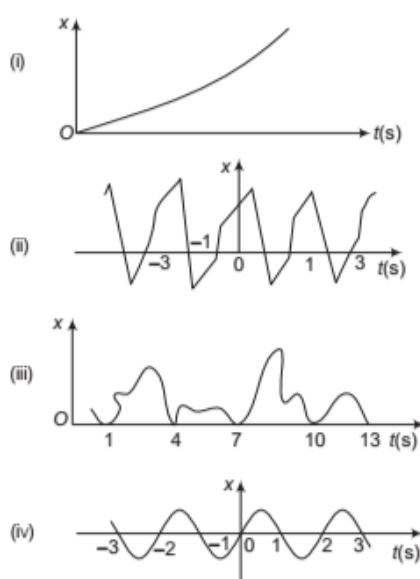 x
(i)
O
t(s)
x
(ii)
–3 –1 0 1 3
t(s)
x
(iii)
O
1 4 7 10 13 t(s)
x
(iv)
–3 –2 –1 0 1 2 3 t(s)